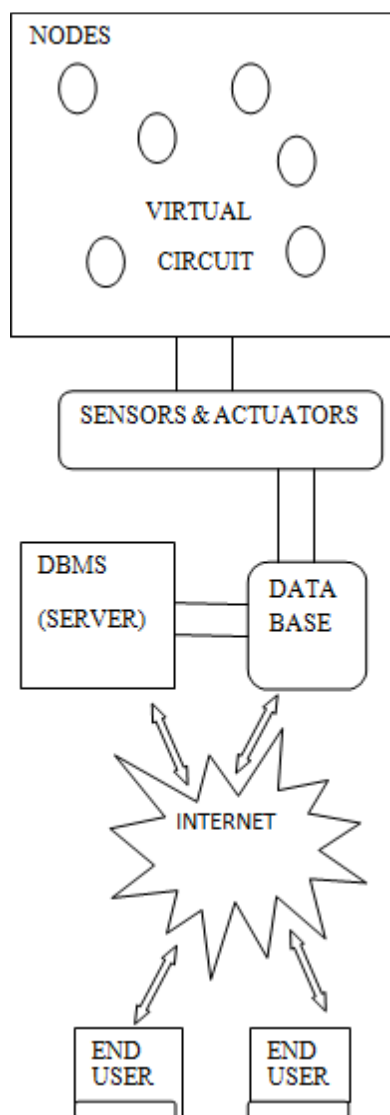 NODES
VIRTUAL
CIRCUIT
SENSORS & ACTUATORS
DBMS
(SERVER)
DATA
BASE
INTERNET
END
USER
END
USER